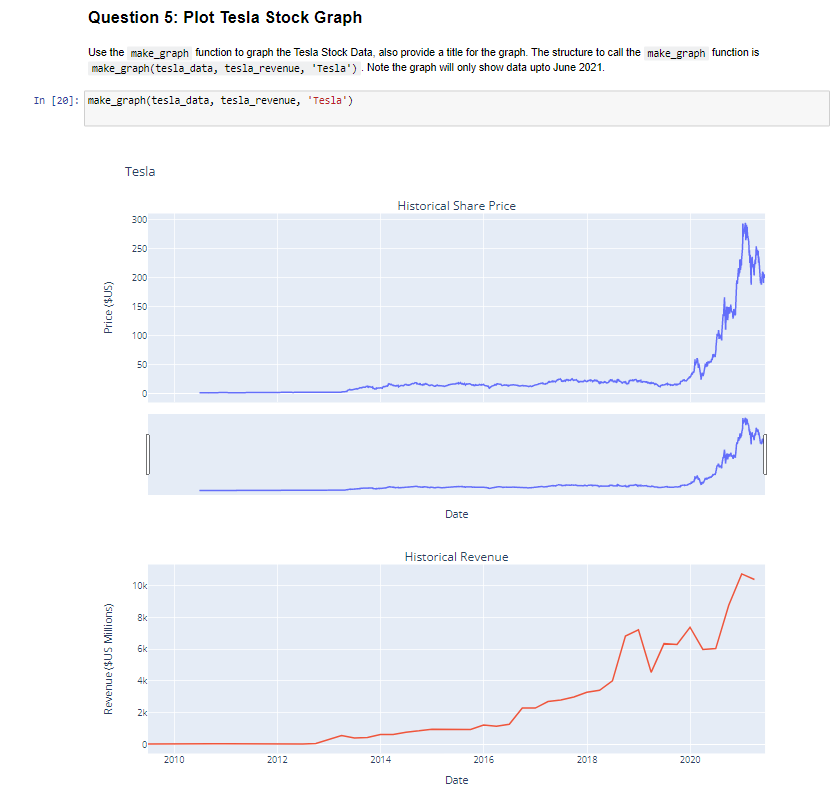 Question 5: Plot Tesla Stock Graph
Use the make_graph function to graph the Tesla Stock Data, also provide a title for the graph. The structure to call the make_graph function is
make_graph(tesla_data, tesla_revenue, 'Tesla') . Note the graph will only show data upto June 2021.
In [20]: make_graph(tesla_data, tesla_revenue, 'Tesla')
Tesla
Historical Share Price
300
250
200
150
100
50
0
Price ($US)
Date
Historical Revenue
10k
8k
6k
4k
2k
0
Revenue ($US Millions)
2010 2012 2014 2016 2018 2020
Date